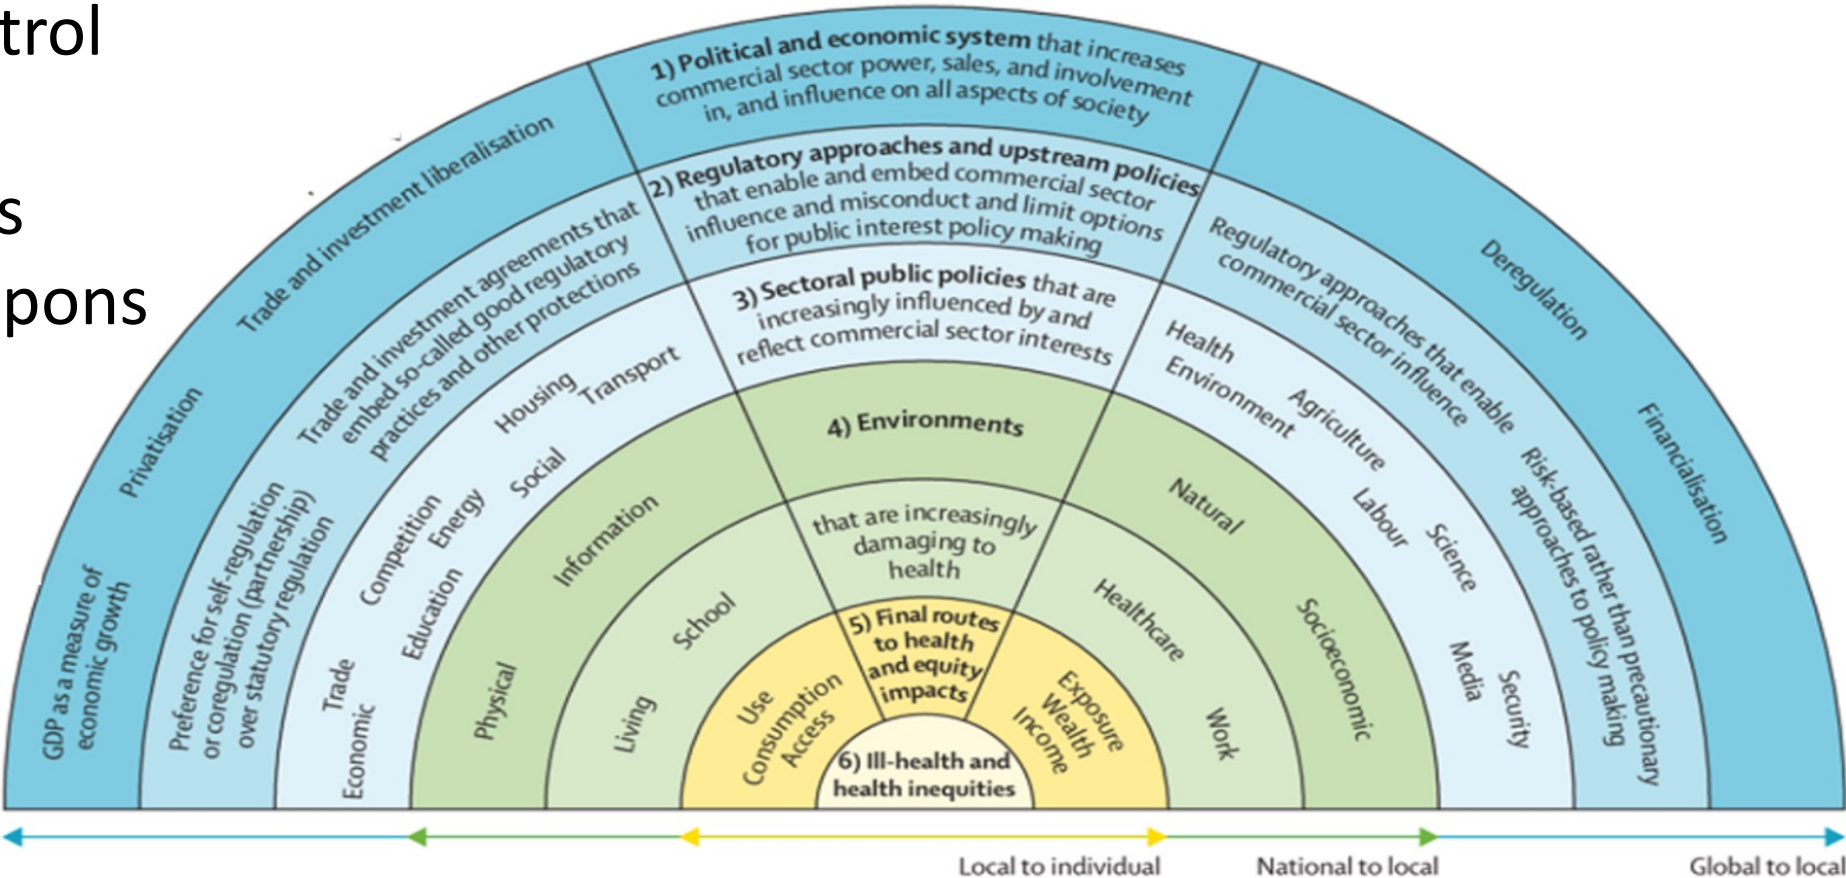 trol
s
pons
1) Political and economic system that increases
commercial sector power, sales, and involvement
in, and influence on all aspects of society
2) Regulatory approaches and upstream policies
that enable and embed commercial sector
influence and misconduct and limit options
for public interest policy making
3) Sectoral public policies that are
increasingly influenced by and
reflect commercial sector interests
4) Environments
that are increasingly
damaging to
health
5) Final routes
to health
and equity
impacts
6) Ill-health and
health inequities
GDP as a measure of
economic growth
Privatisation
Trade and investment liberalisation
Deregulation
Financialisation
Preference for self-regulation
or coregulation (partnership)
over statutory regulation
Trade and investment agreements that
embed so-called good regulatory
practices and other protections
Regulatory approaches that enable
commercial sector influence
Risk-based rather than precautionary
approaches to policy making
Economic
Trade
Education
Competition
Energy
Social
Housing
Transport
Health
Environment
Agriculture
Labour
Science
Media
Security
Physical
Information
Natural
Socioeconomic
Living
School
Healthcare
Work
Use
Consumption
Access
Exposure
Wealth
Income
Local to individual
National to local
Global to local